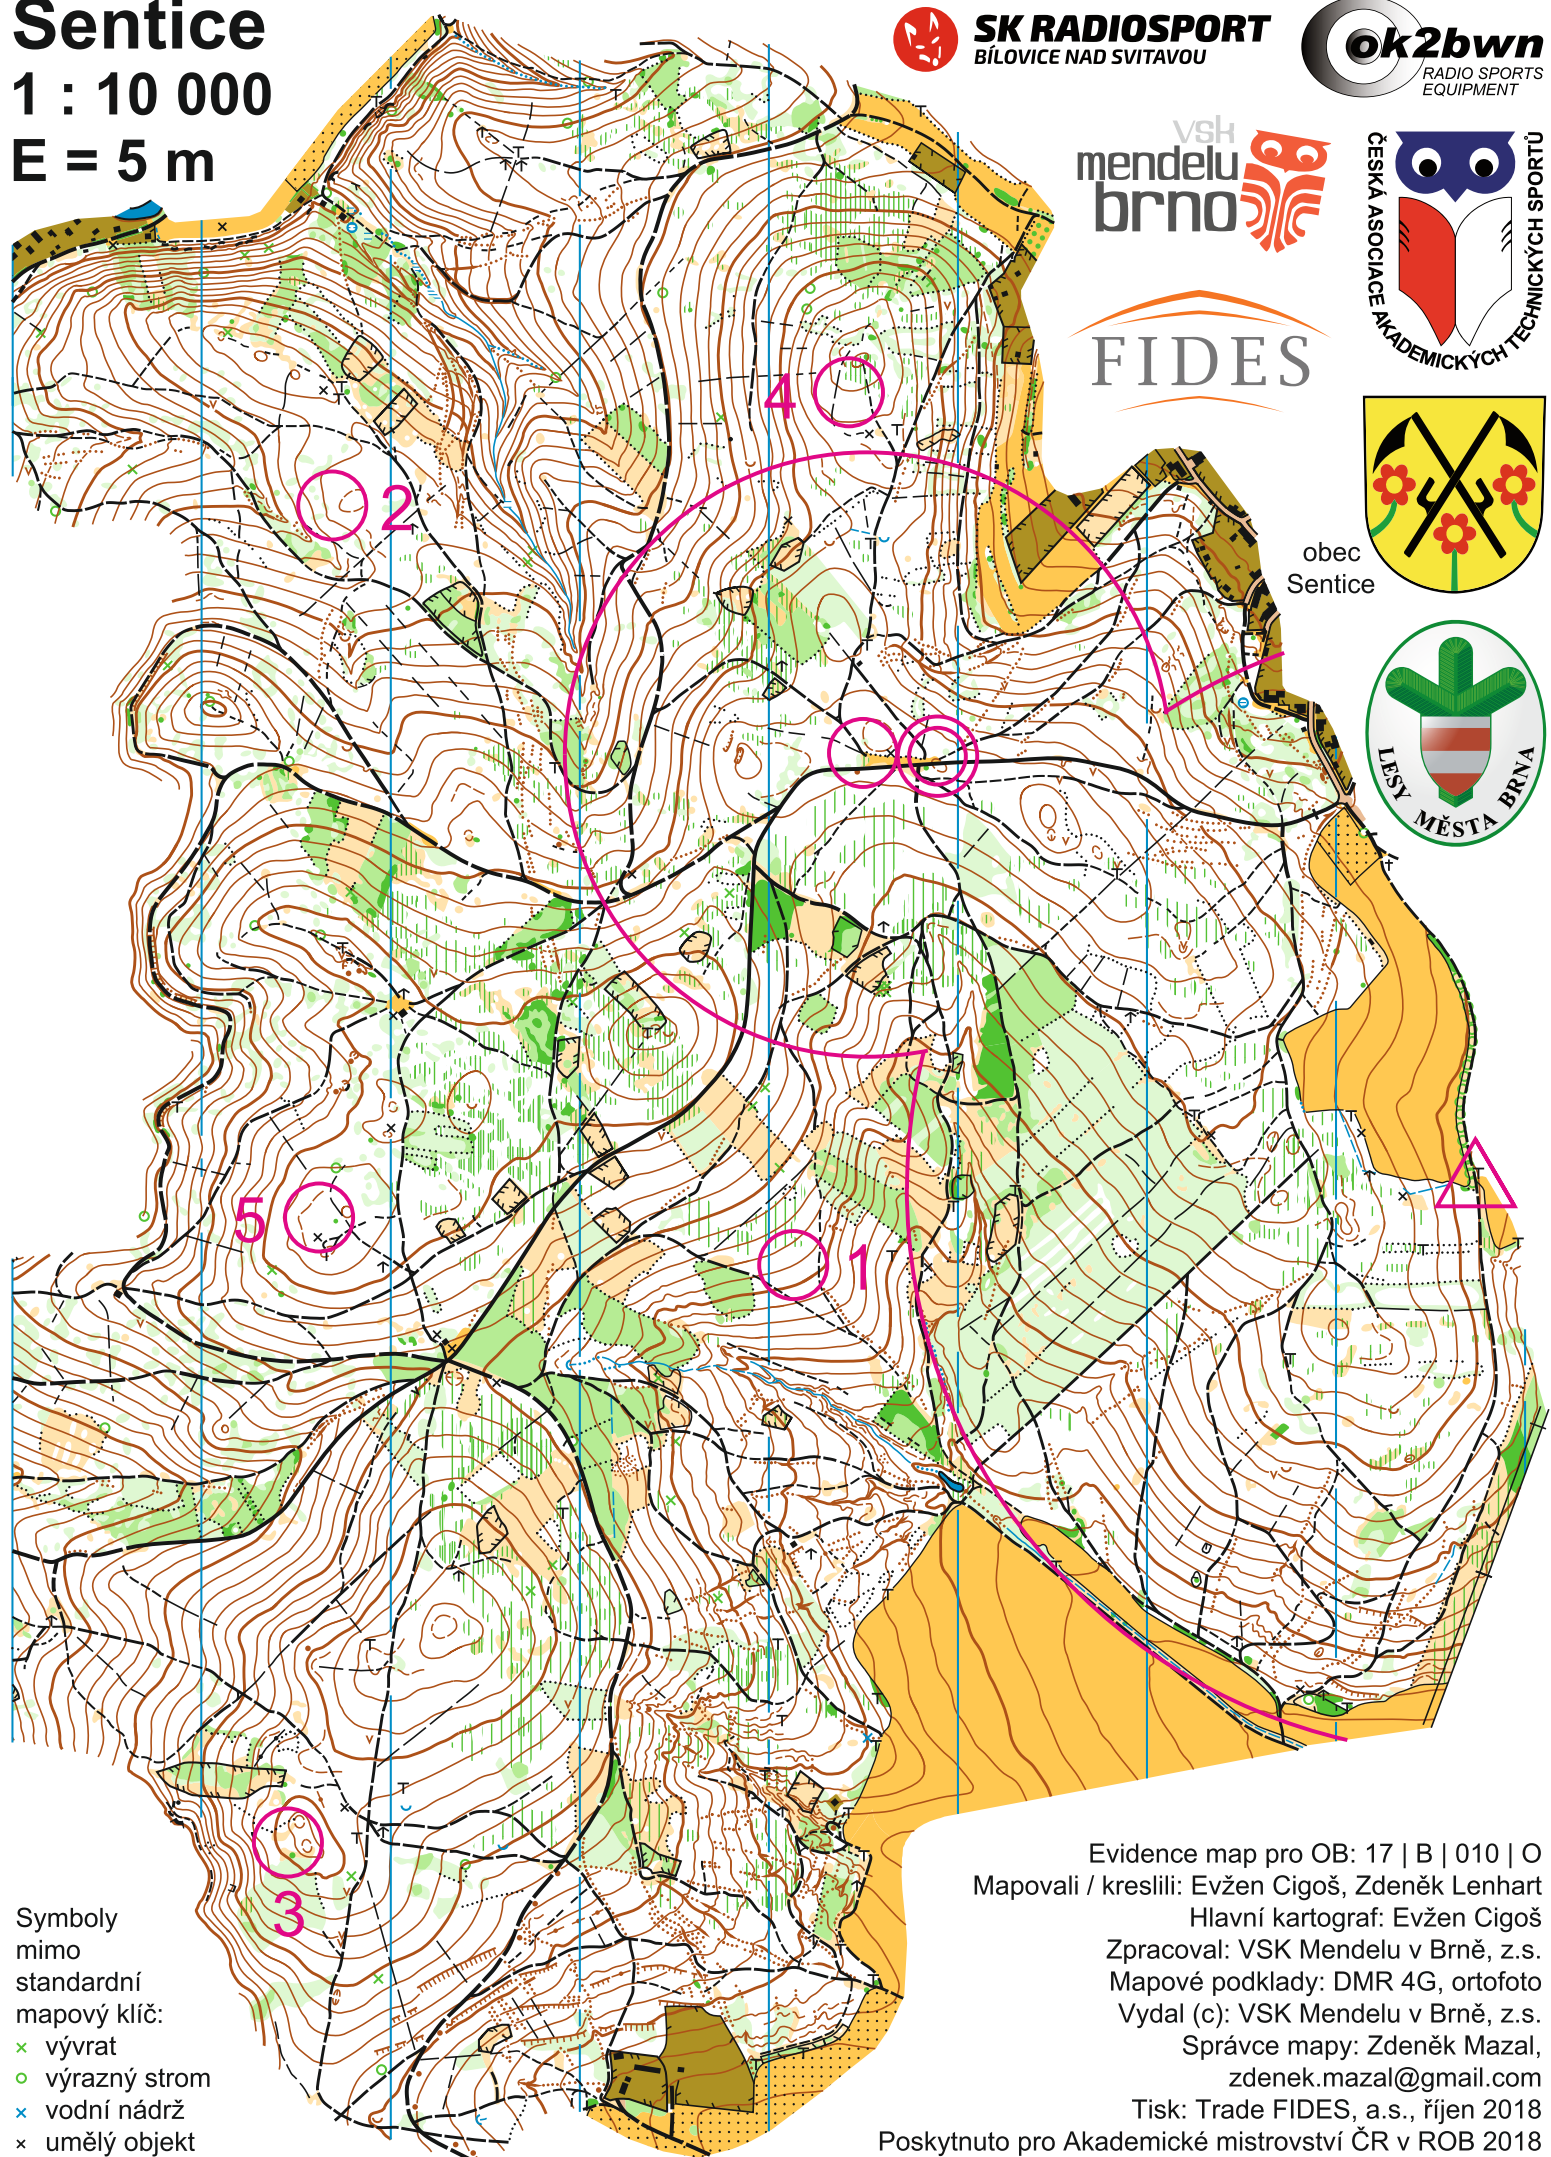 Sentice
1 : 10 000
E = 5 m
SK RADIOSPORT
BÍLOVICE NAD SVITAVOU
ok2bwn
RADIO SPORTS
EQUIPMENT
vsk
mendelu
brno
ČESKÁ ASOCIACE AKADEMICKÝCH TECHNICKÝCH SPORTŮ
FIDES
obec
Sentice
LESY MĚSTA BRNA
4
2
5
1
3
Symboly
mimo
standardní
mapový klíč:
× vývrat
o výrazný strom
× vodní nádrž
× umělý objekt
Evidence map pro OB: 17 | B | 010 | O
Mapovali / kreslili: Evžen Cigoš, Zdeněk Lenhart
Hlavní kartograf: Evžen Cigoš
Zpracoval: VSK Mendelu v Brně, z.s.
Mapové podklady: DMR 4G, ortofoto
Vydal (c): VSK Mendelu v Brně, z.s.
Správce mapy: Zdeněk Mazal,
zdenek.mazal@gmail.com
Tisk: Trade FIDES, a.s., říjen 2018
Poskytnuto pro Akademické mistrovství ČR v ROB 2018